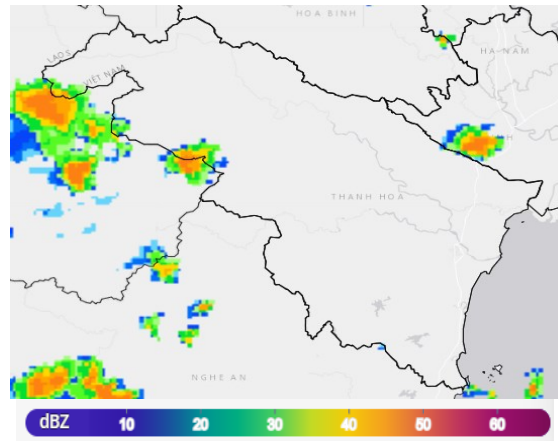 HOA BINH
LAOS
HA NAM
VIET NAM
THANH HOA
NGHE AN
dBZ 10 20 30 40 50 60